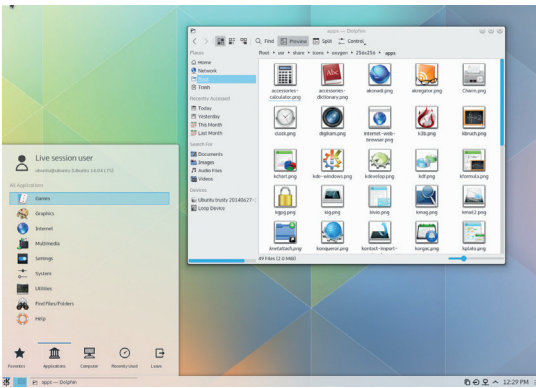 apps — Dolphin
Find
Preview
Split
Control
Places
Root > usr > share > icons > oxygen > 256x256 > apps
Home
Network
Root
Trash
Recently Accessed
Today
Yesterday
This Month
Last Month
Search For
Documents
Images
Audio Files
Videos
Devices
Loop Device
accessories-calculator.png
accessories-dictionary.png
akonadi.png
akregator.png
Charm.png
clock.png
digikam.png
internet-web-browser.png
k3b.png
kbruch.png
kchart.png
kde-windows.png
kdevelop.png
kdf.png
kformula.png
kgpg.png
kig.png
kivio.png
kmag.png
kmail2.png
kmetaltach.png
konqueror.png
kontact-import-
korgac.png
kplato.png
49 Files (2.0 MiB)
Live session user
All Applications
Games
Graphics
Internet
Multimedia
Settings
System
Utilities
Find Files/Folders
Help
Favorites
Applications
Computer
Recently Used
Leave
apps — Dolphin
12:29 PM